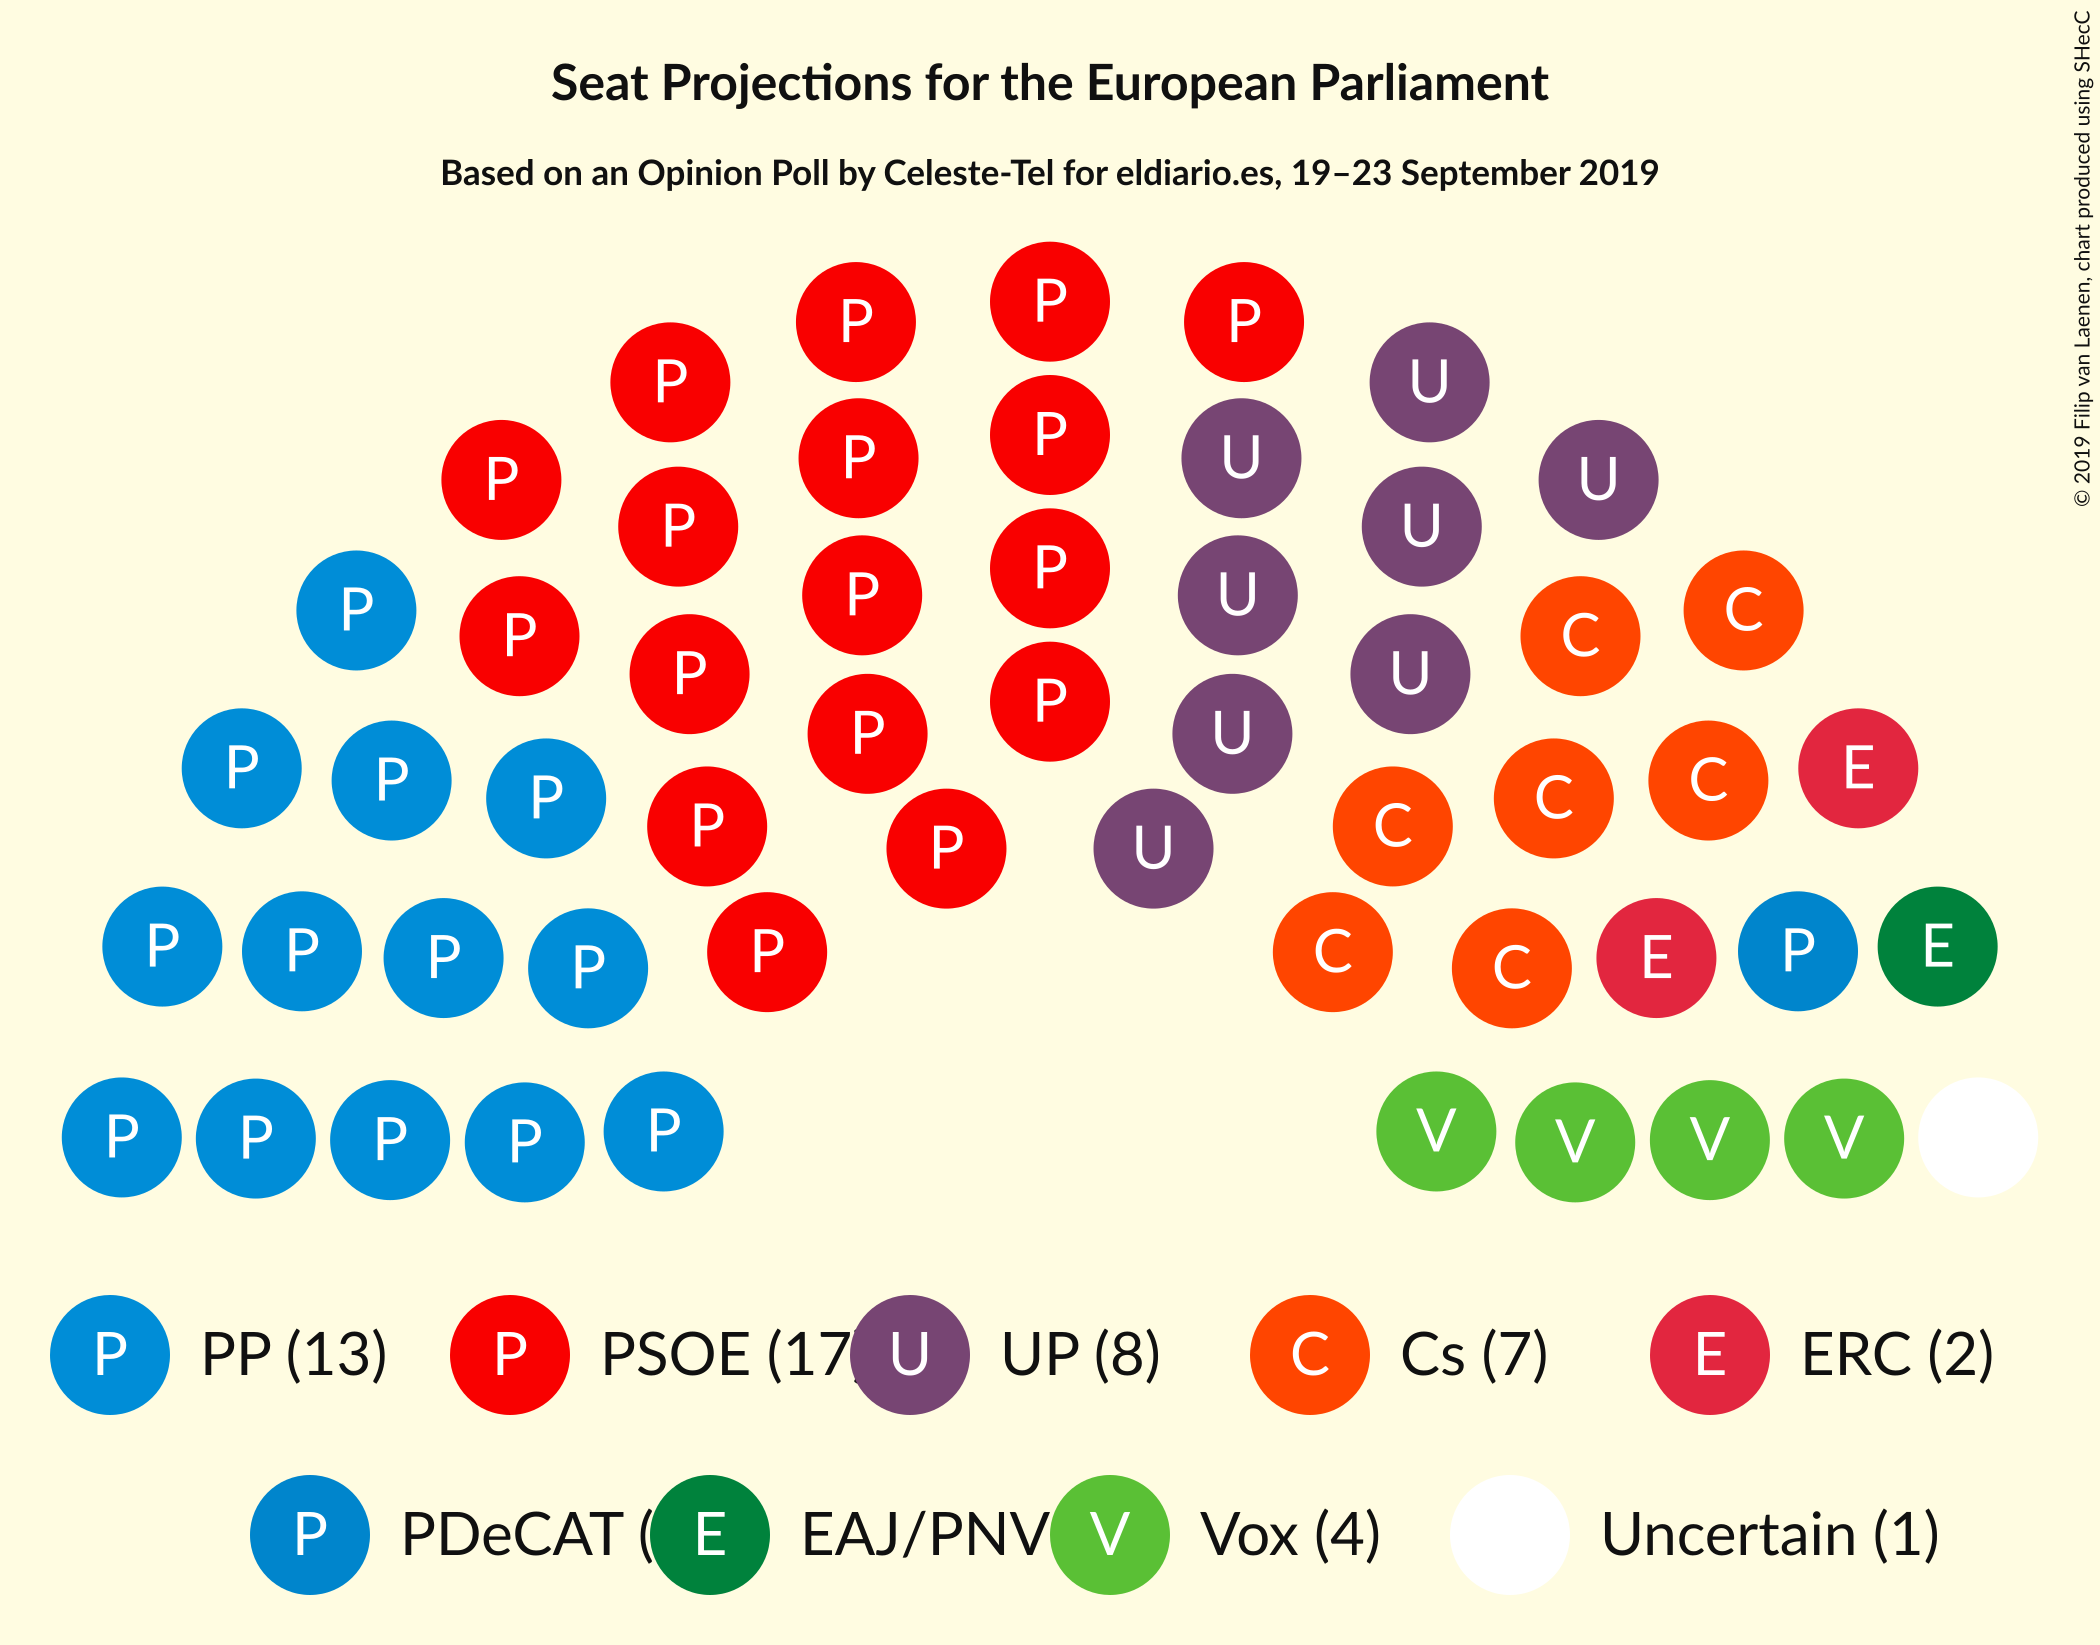 Seat Projections for the European Parliament
Based on an Opinion Poll by Celeste-Tel for eldiario.es, 19–23 September 2019
© 2019 Filip van Laenen, chart produced using SHecC
P
P P
P U
P P P U
P U
P P U
P P U
P P C C
P U
P P U
P P P C C E
P C
P U
P P P P P C C E P E
P P P P P V V V V
P PP (13) P PSOE (17 U UP (8) C Cs (7) E ERC (2)
P PDeCAT ( E EAJ/PNV V Vox (4) Uncertain (1)